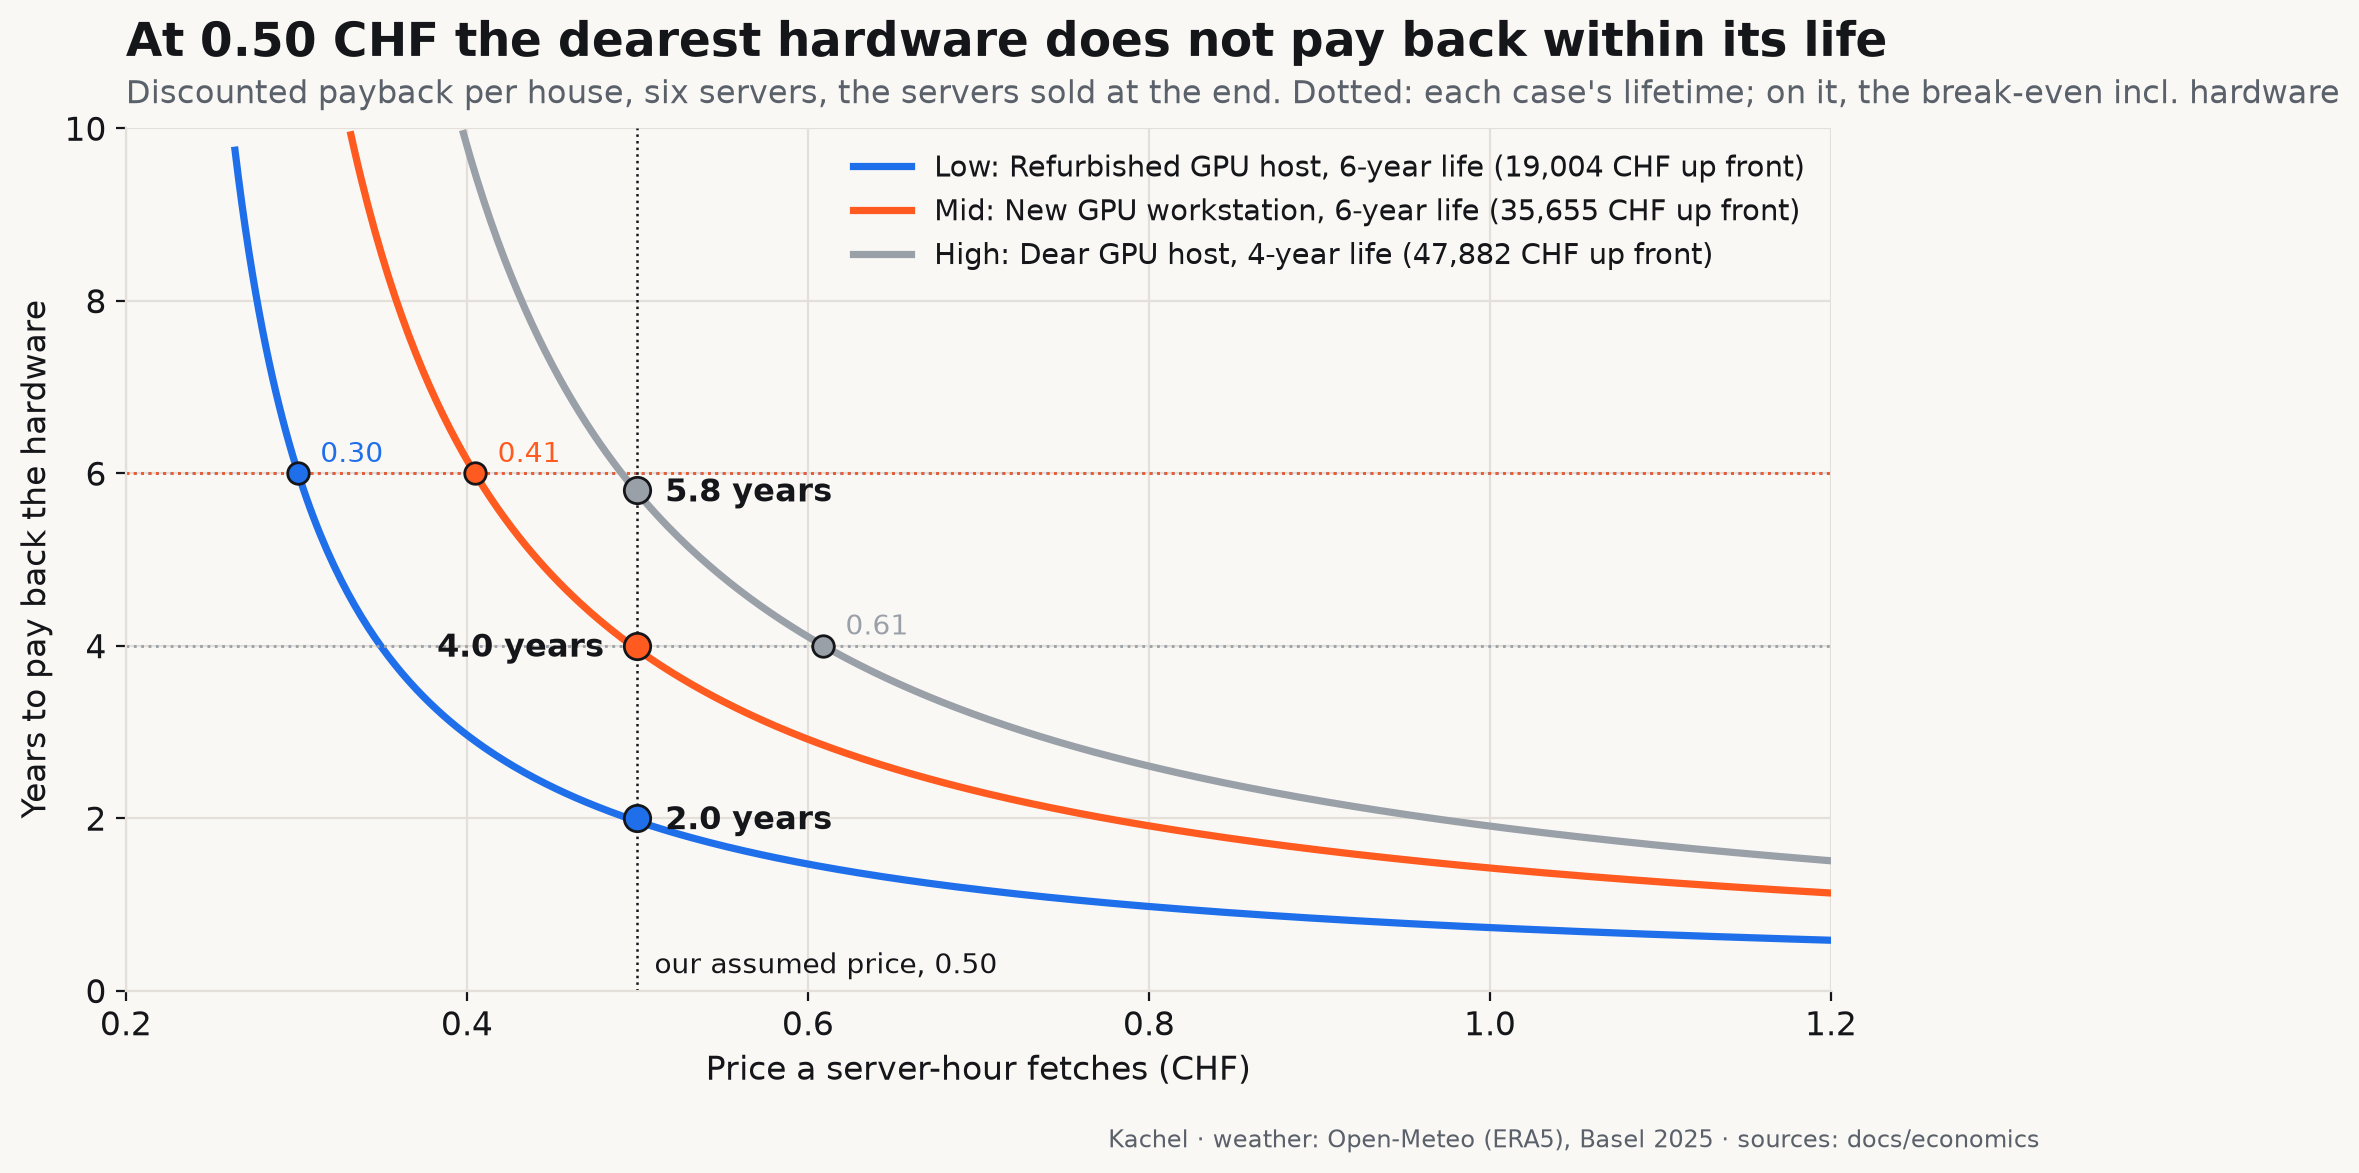 At 0.50 CHF the dearest hardware does not pay back within its life
Discounted payback per house, six servers, the servers sold at the end. Dotted: each case's lifetime; on it, the break-even incl. hardware
Years to pay back the hardware
10
8
6
4
2
0
Low: Refurbished GPU host, 6-year life (19,004 CHF up front)
Mid: New GPU workstation, 6-year life (35,655 CHF up front)
High: Dear GPU host, 4-year life (47,882 CHF up front)
0.30
0.41
5.8 years
0.61
4.0 years
2.0 years
our assumed price, 0.50
0.2
0.4
0.6
0.8
1.0
1.2
Price a server-hour fetches (CHF)
Kachel · weather: Open-Meteo (ERA5), Basel 2025 · sources: docs/economics